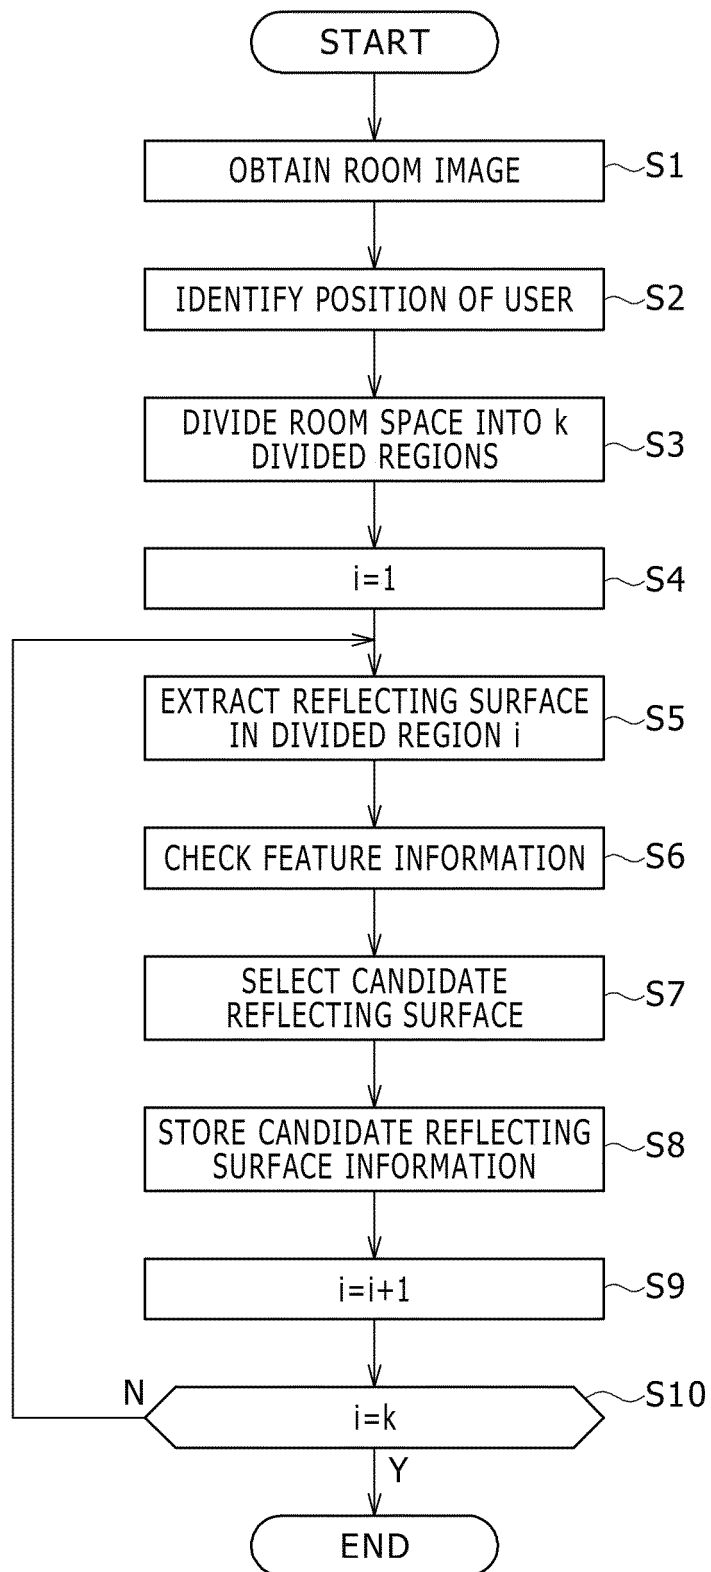 START
OBTAIN ROOM IMAGE
S1
IDENTIFY POSITION OF USER
S2
DIVIDE ROOM SPACE INTO k
DIVIDED REGIONS
S3
i=1
S4
EXTRACT REFLECTING SURFACE
IN DIVIDED REGION i
S5
CHECK FEATURE INFORMATION
S6
SELECT CANDIDATE
REFLECTING SURFACE
S7
STORE CANDIDATE REFLECTING
SURFACE INFORMATION
S8
i=i+1
S9
N
i=k
S10
Y
END